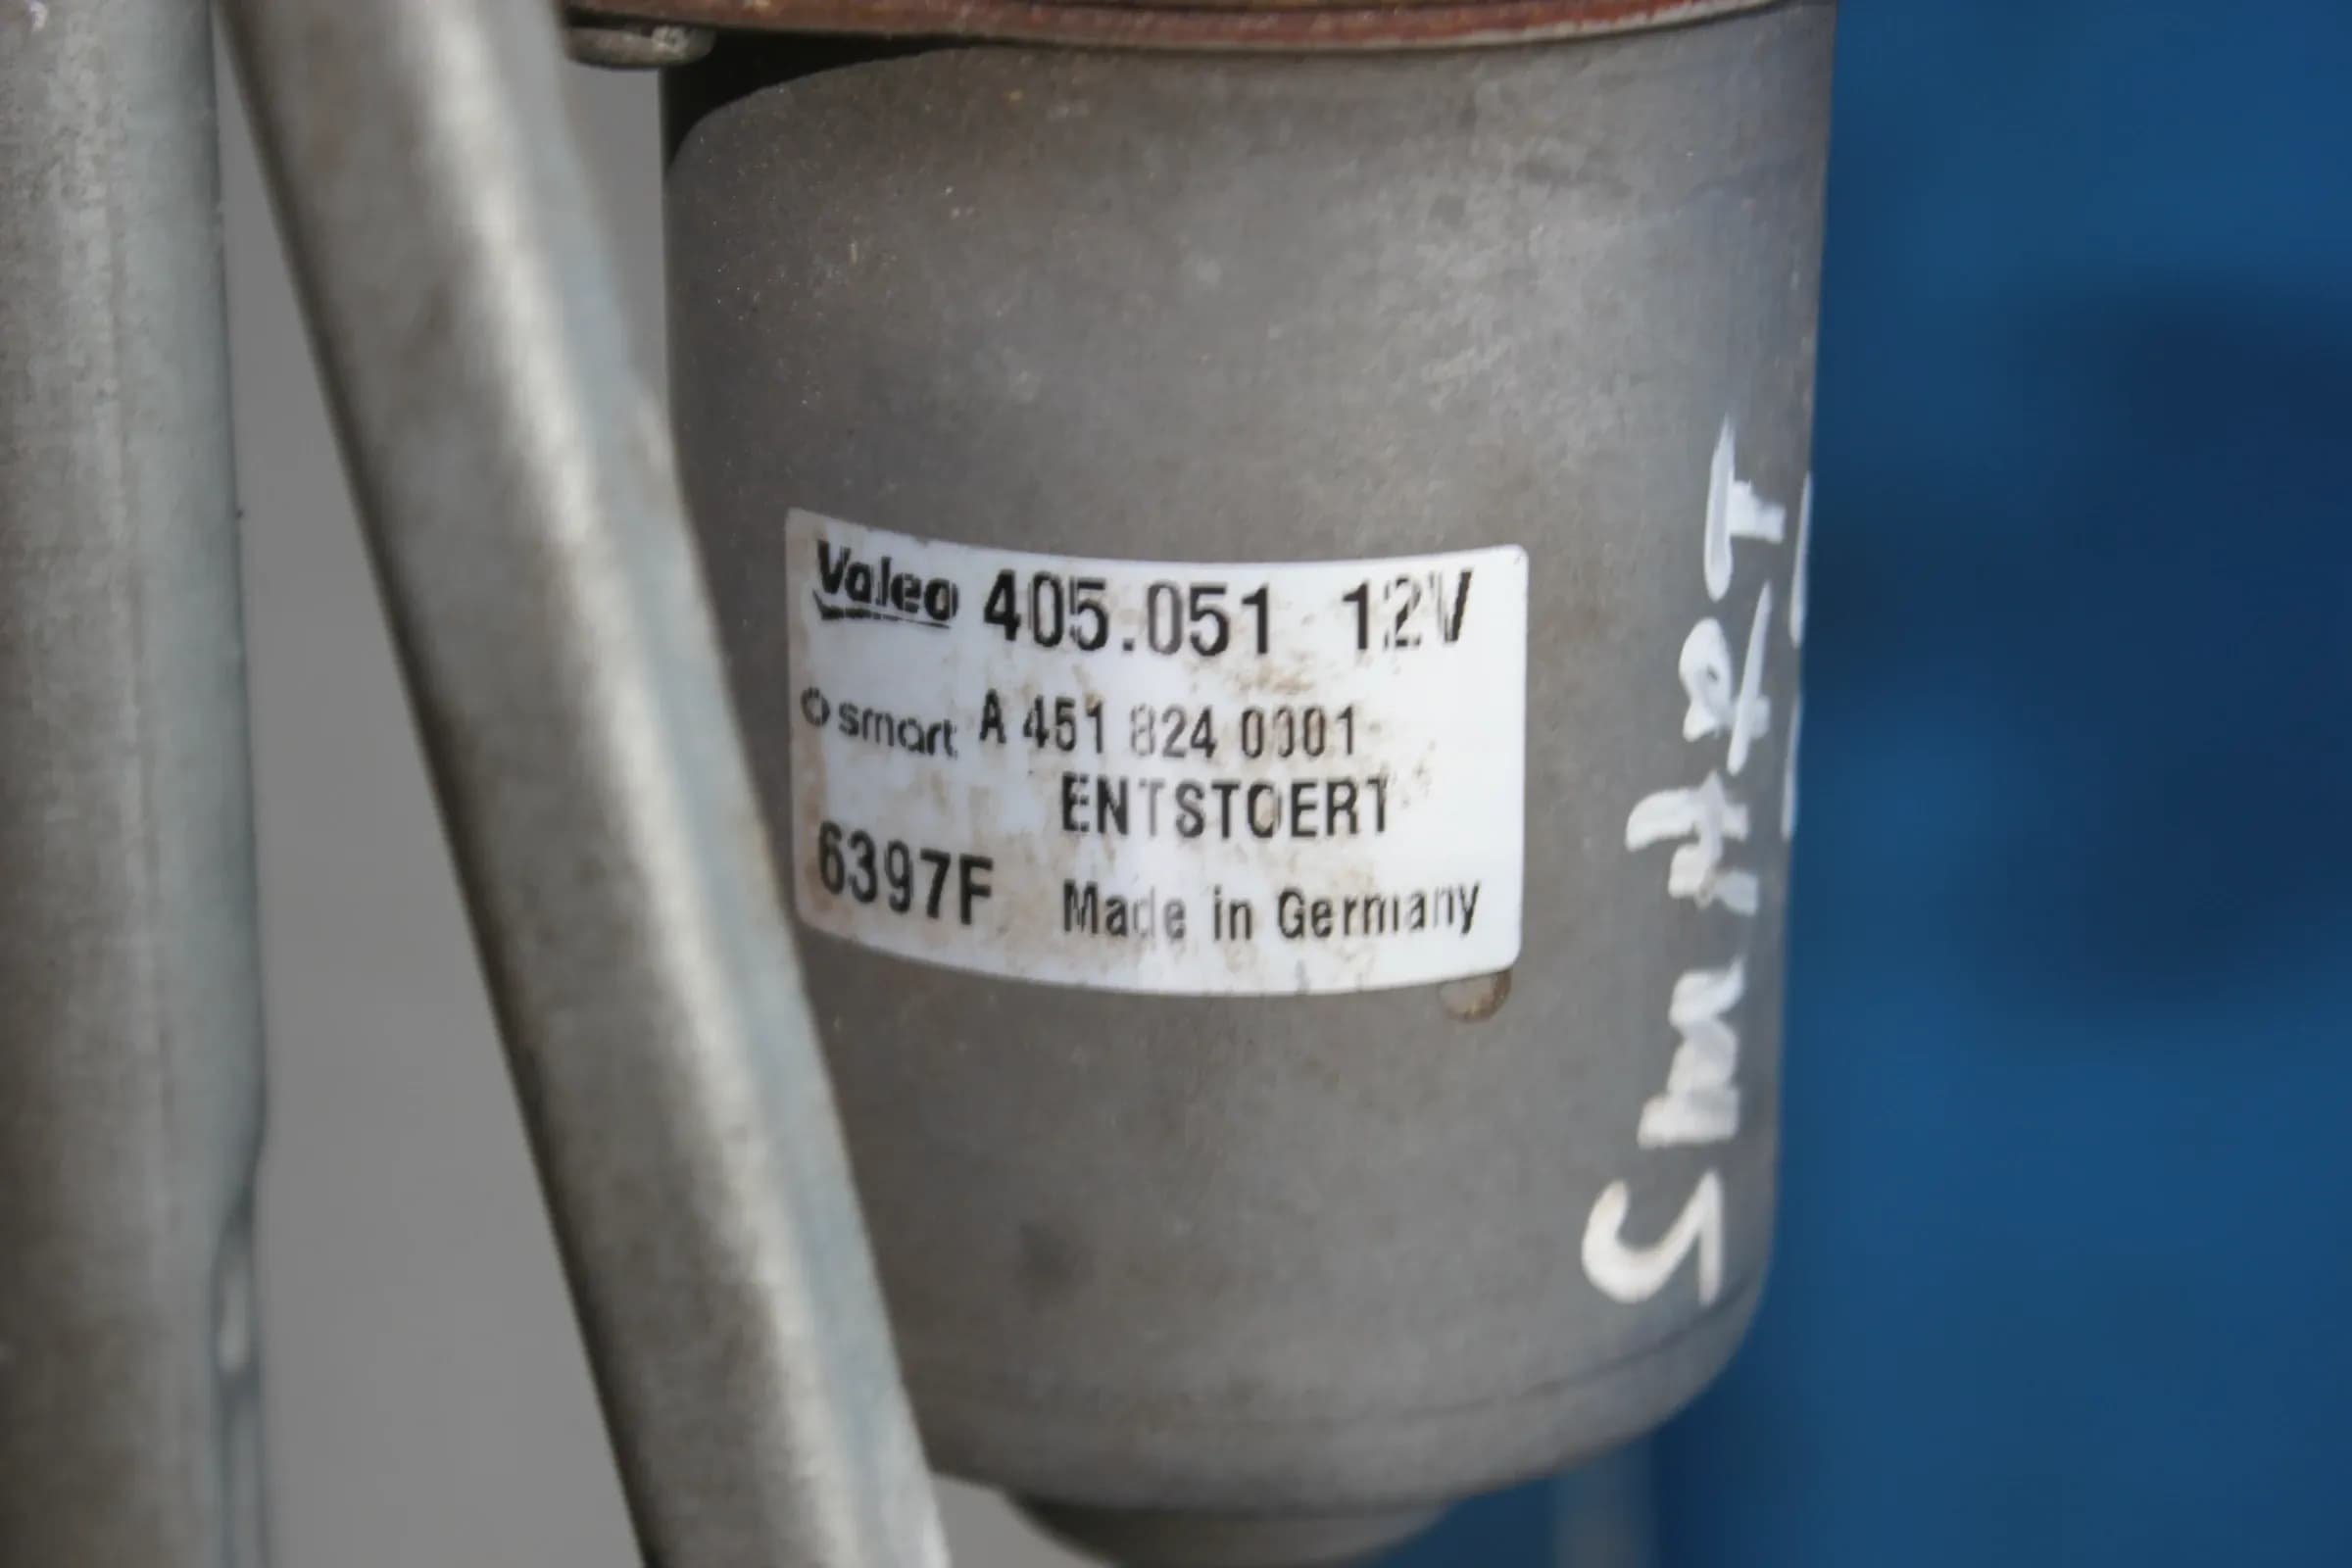 Valeo 405.051 12V
smart A 451 824 0001
ENTSTOERT
6397F Made in Germany
SmArT